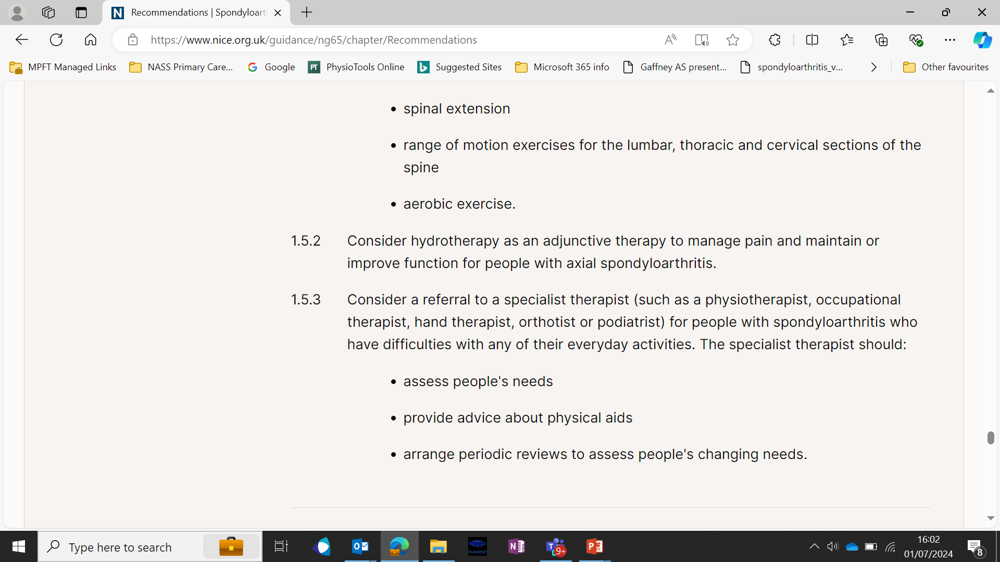 Recommendations | Spondyloart
https://www.nice.org.uk/guidance/ng65/chapter/Recommendations
MPFT Managed Links NASS Primary Care... Google PT PhysioTools Online Suggested Sites Microsoft 365 info Gaffney AS present... spondyloarthritis_v... Other favourites
• spinal extension
• range of motion exercises for the lumbar, thoracic and cervical sections of the
spine
• aerobic exercise.
1.5.2 Consider hydrotherapy as an adjunctive therapy to manage pain and maintain or
improve function for people with axial spondyloarthritis.
1.5.3 Consider a referral to a specialist therapist (such as a physiotherapist, occupational
therapist, hand therapist, orthotist or podiatrist) for people with spondyloarthritis who
have difficulties with any of their everyday activities. The specialist therapist should:
• assess people's needs
• provide advice about physical aids
• arrange periodic reviews to assess people's changing needs.
Type here to search
DIAMOND
9+
16:02
01/07/2024
8